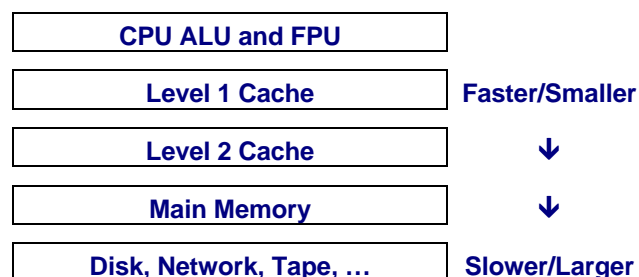 CPU ALU and FPU
Level 1 Cache Faster/Smaller
Level 2 Cache ↓
Main Memory ↓
Disk, Network, Tape, … Slower/Larger